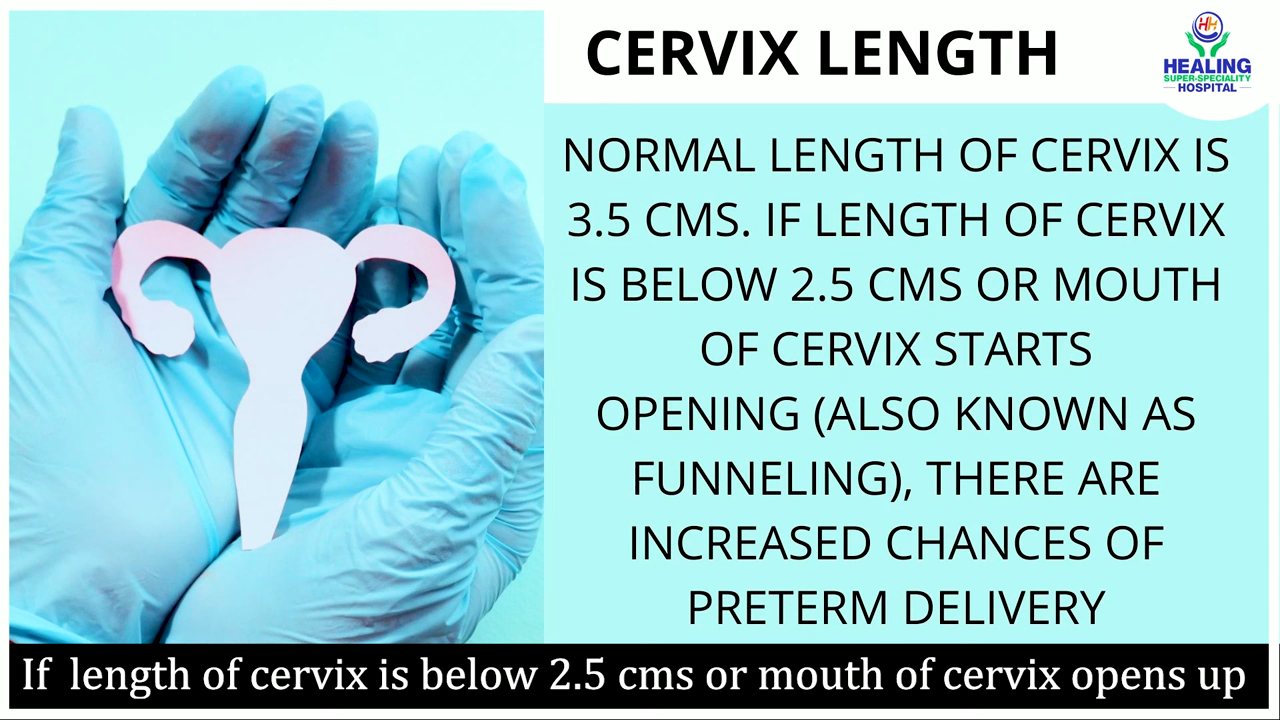 CERVIX LENGTH
HH
HEALING
SUPER-SPECIALITY
HOSPITAL
NORMAL LENGTH OF CERVIX IS
3.5 CMS. IF LENGTH OF CERVIX
IS BELOW 2.5 CMS OR MOUTH
OF CERVIX STARTS
OPENING (ALSO KNOWN AS
FUNNELING), THERE ARE
INCREASED CHANCES OF
PRETERM DELIVERY
If length of cervix is below 2.5 cms or mouth of cervix opens up